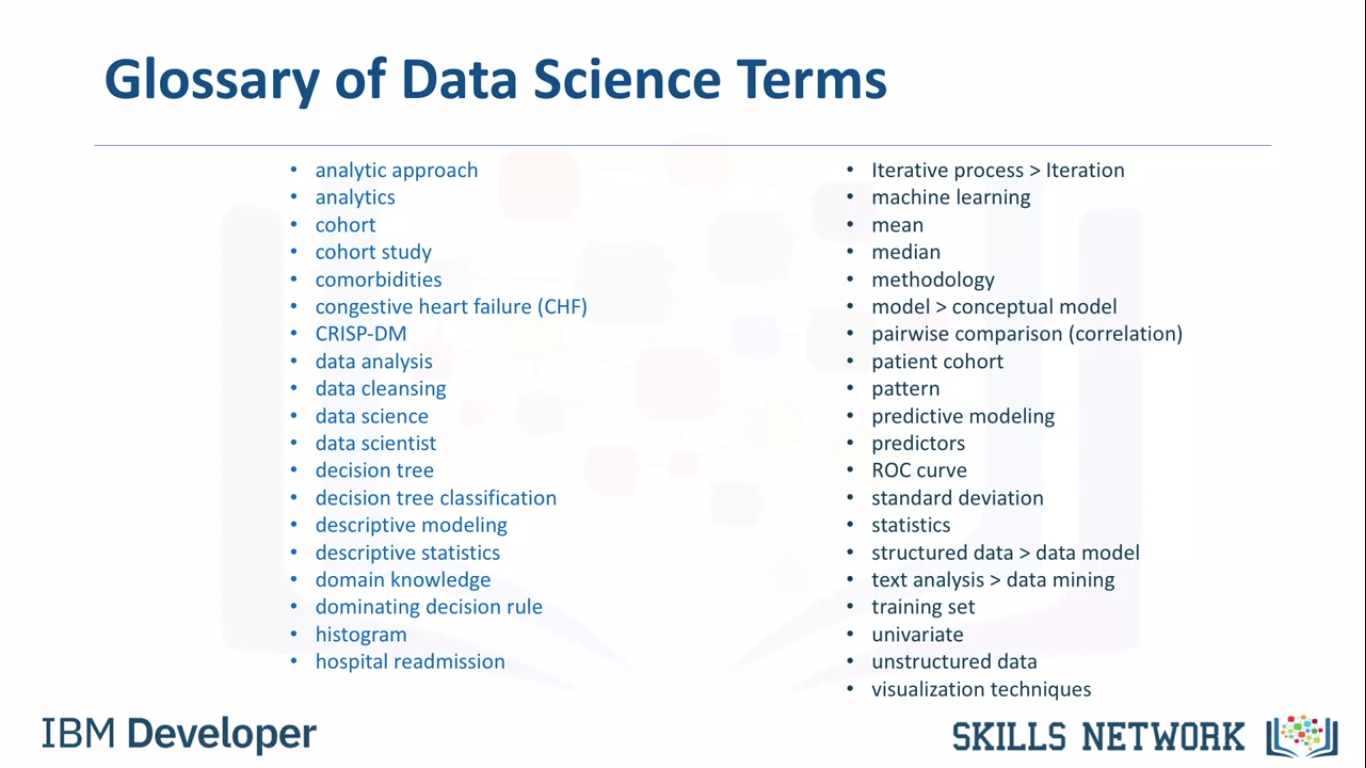 Glossary of Data Science Terms
• analytic approach
• analytics
• cohort
• cohort study
• comorbidities
• congestive heart failure (CHF)
• CRISP-DM
• data analysis
• data cleansing
• data science
• data scientist
• decision tree
• decision tree classification
• descriptive modeling
• descriptive statistics
• domain knowledge
• dominating decision rule
• histogram
• hospital readmission
• Iterative process > Iteration
• machine learning
• mean
• median
• methodology
• model > conceptual model
• pairwise comparison (correlation)
• patient cohort
• pattern
• predictive modeling
• predictors
• ROC curve
• standard deviation
• statistics
• structured data > data model
• text analysis > data mining
• training set
• univariate
• unstructured data
• visualization techniques
IBM Developer
SKILLS NETWORK